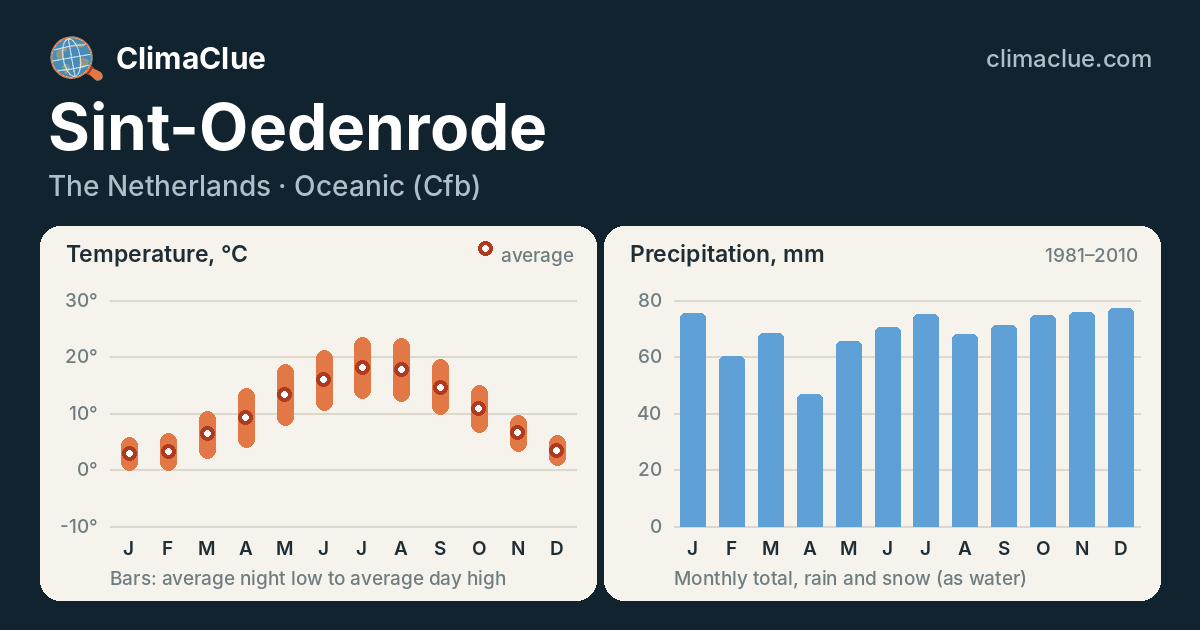 ClimaClue
climaclue.com
Sint-Oedenrode
The Netherlands · Oceanic (Cfb)
Temperature, °C
average
30°
20°
10°
0°
-10°
J F M A M J J A S O N D
Bars: average night low to average day high
Precipitation, mm
1981–2010
80
60
40
20
0
J F M A M J J A S O N D
Monthly total, rain and snow (as water)